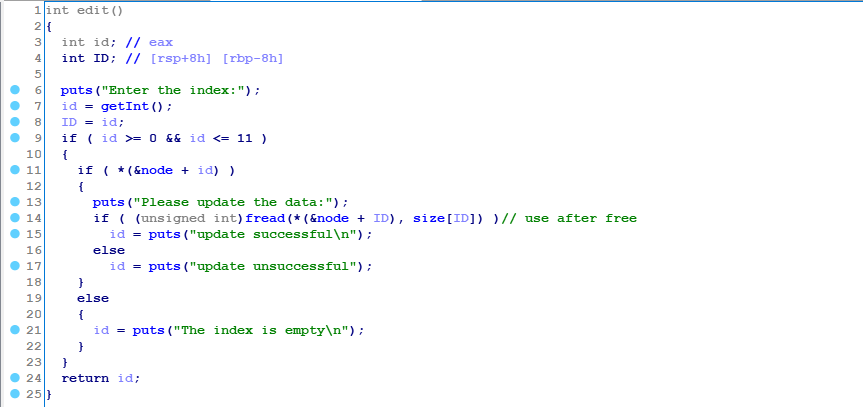 1 int edit()
2 {
3   int id; // eax
4   int ID; // [rsp+8h] [rbp-8h]
5
6   puts("Enter the index:");
7   id = getInt();
8   ID = id;
9   if ( id >= 0 && id <= 11 )
10   {
11     if ( *(&node + id) )
12     {
13       puts("Please update the data:");
14       if ( (unsigned int)fread(*(&node + ID), size[ID]) )// use after free
15         id = puts("update successful\n");
16       else
17         id = puts("update unsuccessful");
18     }
19     else
20     {
21       id = puts("The index is empty\n");
22     }
23   }
24   return id;
25 }